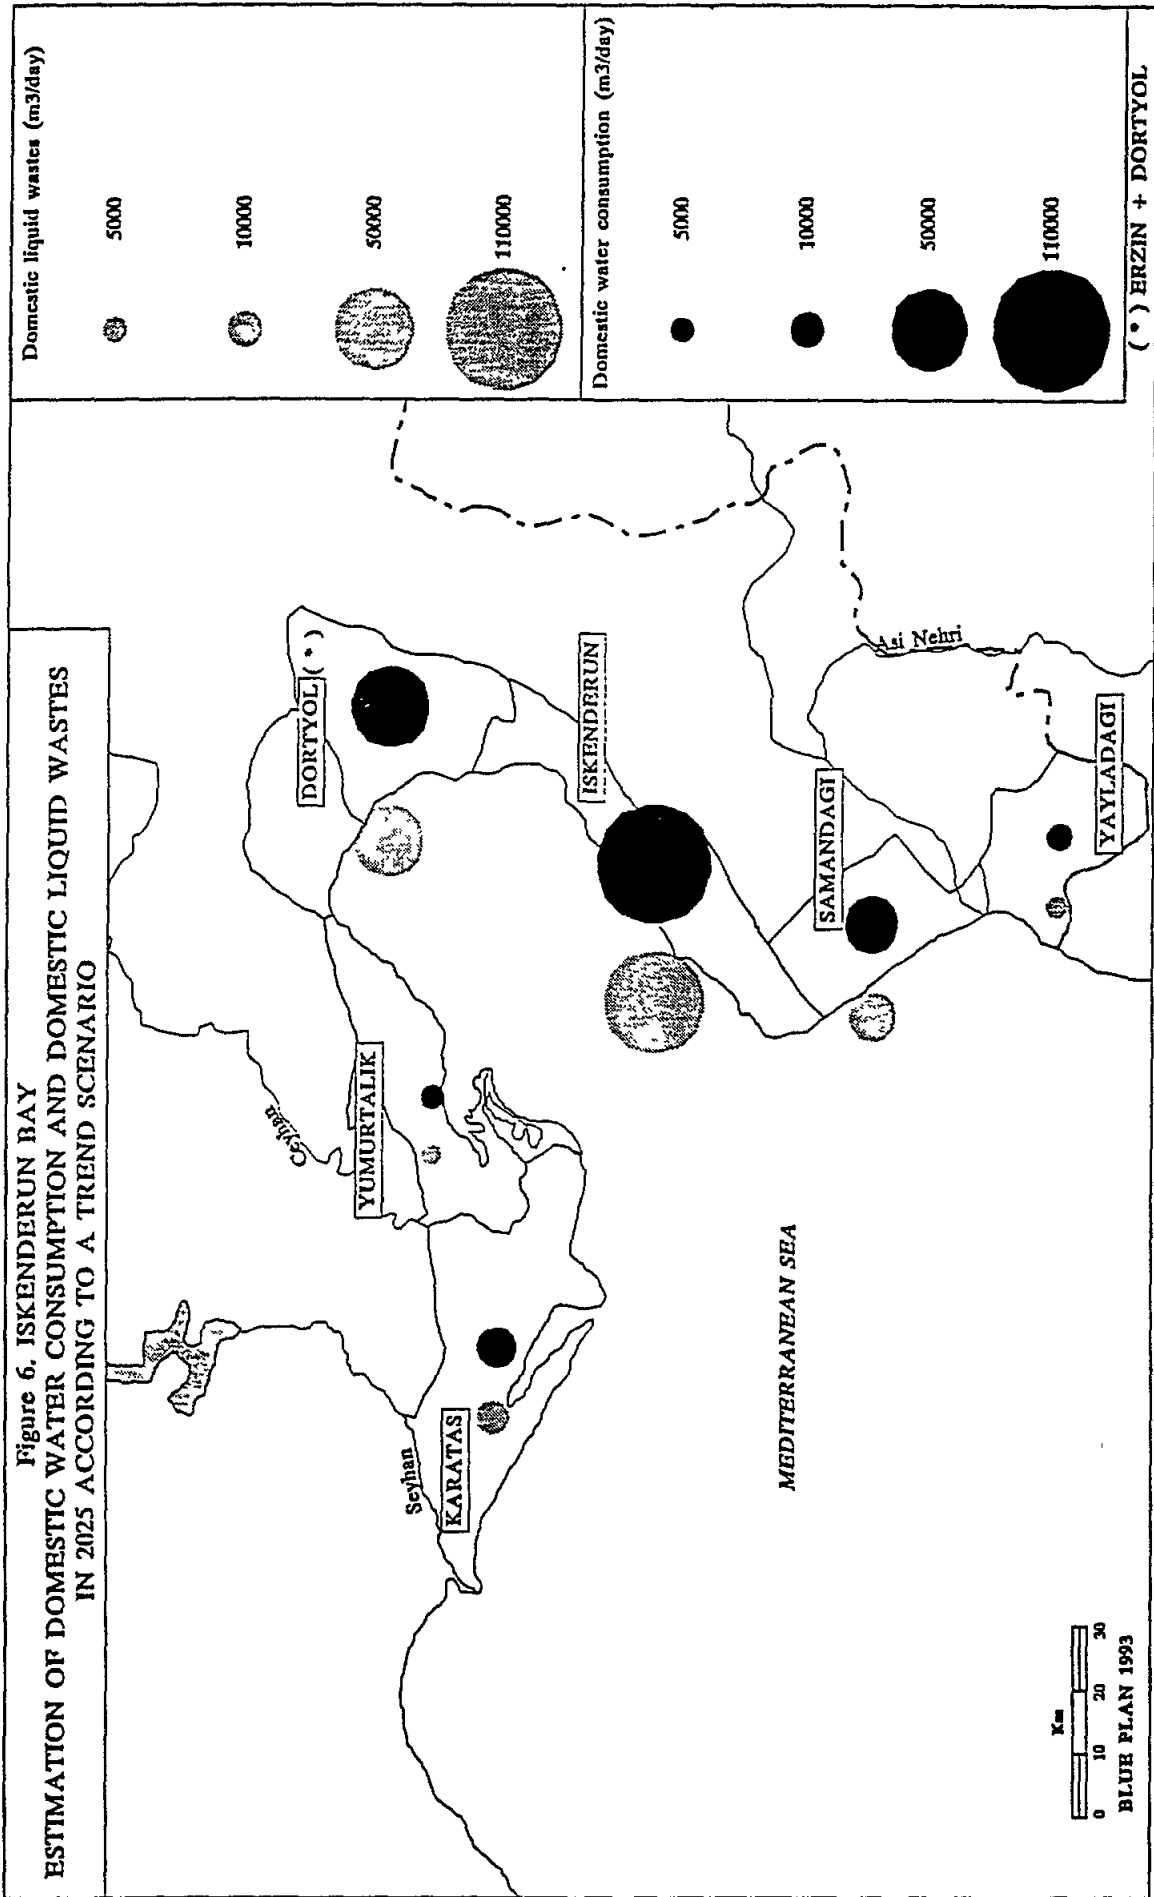 Figure 6. ISKENDERUN BAY
ESTIMATION OF DOMESTIC WATER CONSUMPTION AND DOMESTIC LIQUID WASTES
IN 2025 ACCORDING TO A TREND SCENARIO
Domestic liquid wastes (m3/day)
5000
10000
50000
110000
Domestic water consumption (m3/day)
5000
10000
50000
110000
( * ) ERZIN + DORTYOL
Seyhan
Ceyhan
KARATAS
YUMURTALIK
DORTYOL ( * )
ISKENDERUN
SAMANDAGI
Asi Nehri
YAYLADAGI
MEDITERRANEAN SEA
Km
0 10 20 30
BLUE PLAN 1993